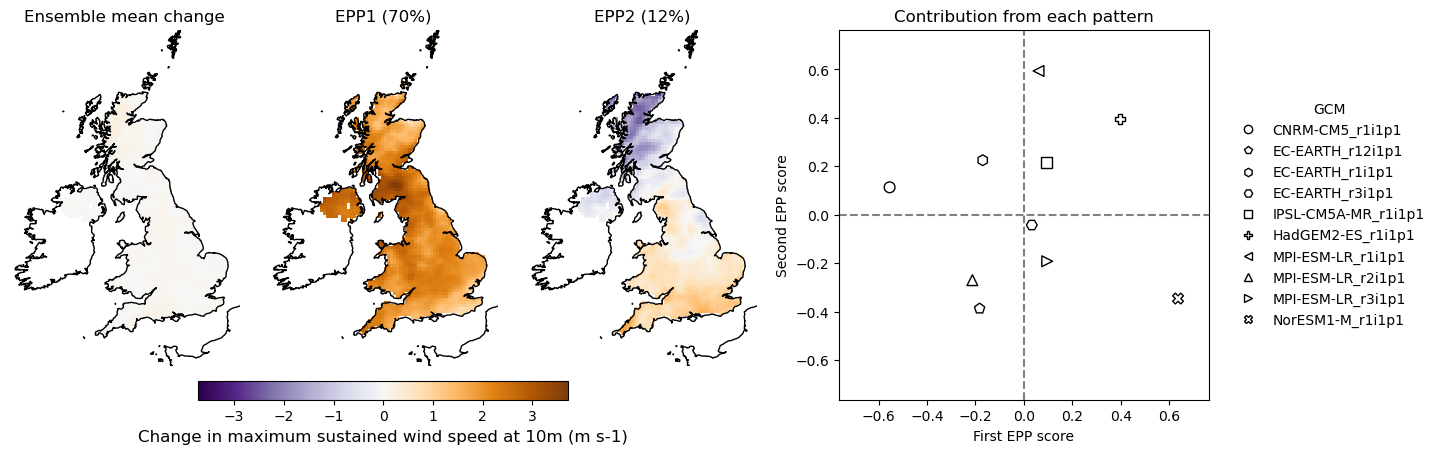 Ensemble mean change
EPP1 (70%)
EPP2 (12%)
Contribution from each pattern
−3 −2 −1 0 1 2 3
Change in maximum sustained wind speed at 10m (m s-1)
Second EPP score
0.6
0.4
0.2
0.0
−0.2
−0.4
−0.6
−0.6 −0.4 −0.2 0.0 0.2 0.4 0.6
First EPP score
GCM
CNRM-CM5_r1i1p1
EC-EARTH_r12i1p1
EC-EARTH_r1i1p1
EC-EARTH_r3i1p1
IPSL-CM5A-MR_r1i1p1
HadGEM2-ES_r1i1p1
MPI-ESM-LR_r1i1p1
MPI-ESM-LR_r2i1p1
MPI-ESM-LR_r3i1p1
NorESM1-M_r1i1p1